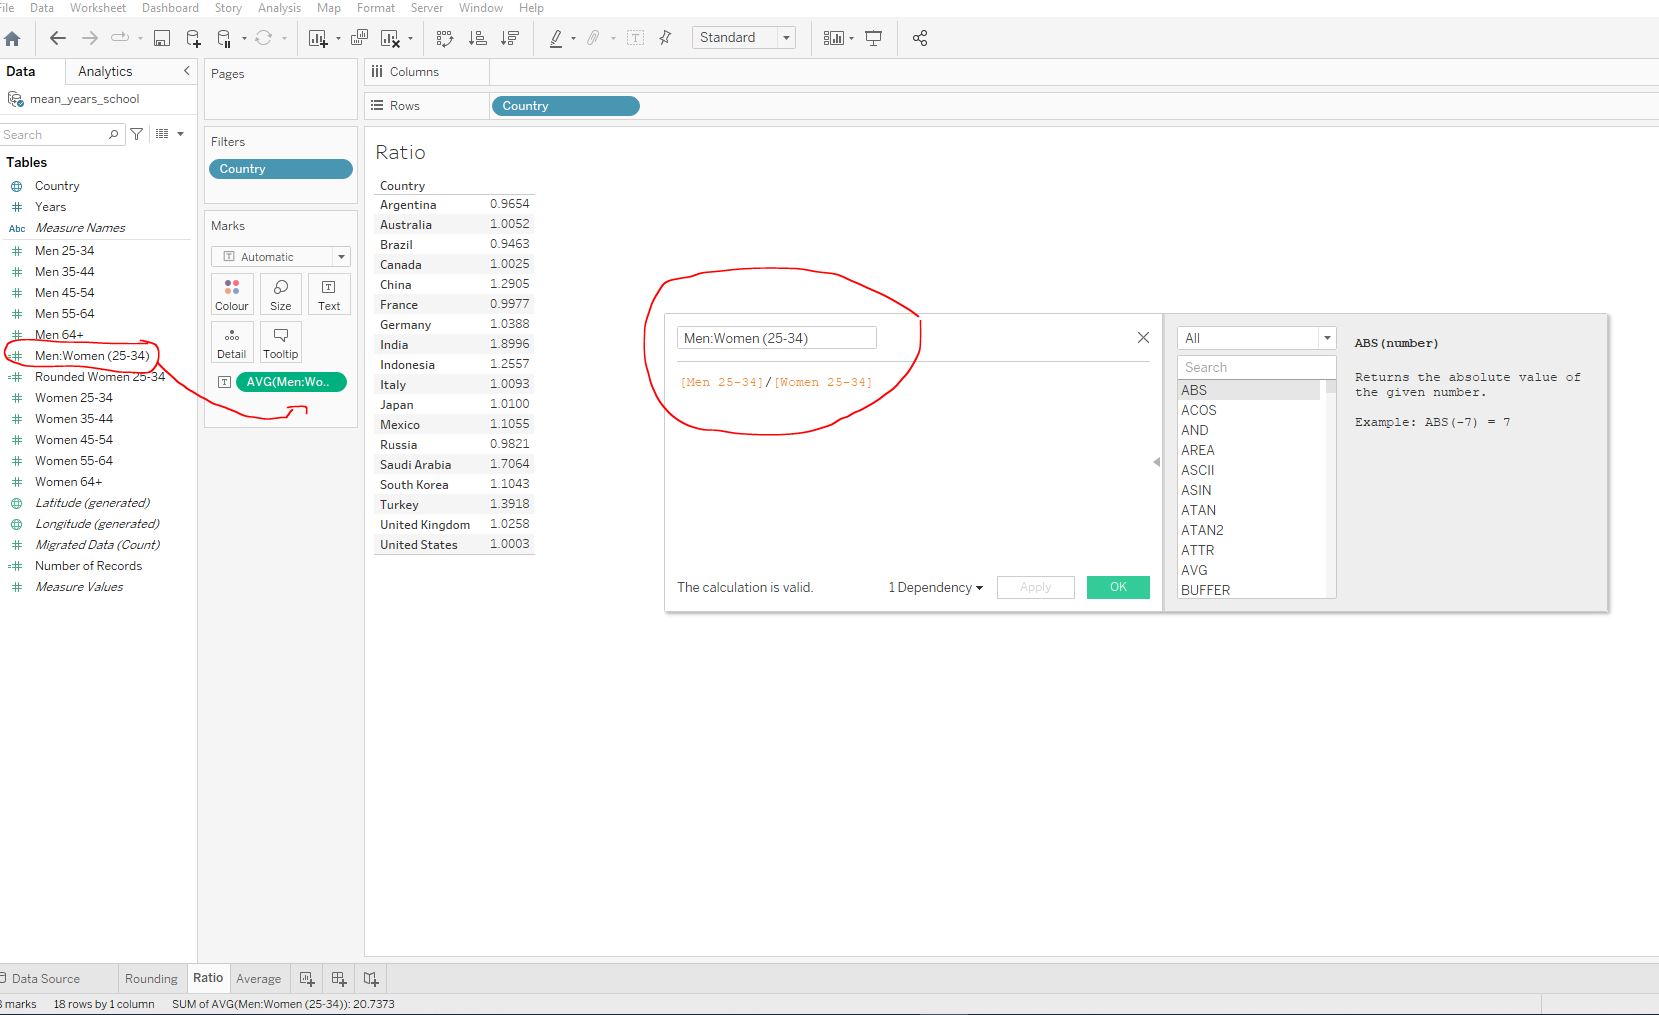 File Data Worksheet Dashboard Story Analysis Map Format Server Window Help
Standard
Data Analytics
mean_years_school
Search
Tables
Country
Years
Abc Measure Names
Men 25-34
Men 35-44
Men 45-54
Men 55-64
Men 64+
Men:Women (25-34)
Rounded Women 25-34
Women 25-34
Women 35-44
Women 45-54
Women 55-64
Women 64+
Latitude (generated)
Longitude (generated)
Migrated Data (Count)
Number of Records
Measure Values
Pages
Filters
Country
Marks
Automatic
Colour Size Text
Detail Tooltip
AVG(Men:Wo..
Columns
Rows Country
Ratio
Country
Argentina 0.9654
Australia 1.0052
Brazil 0.9463
Canada 1.0025
China 1.2905
France 0.9977
Germany 1.0388
India 1.8996
Indonesia 1.2557
Italy 1.0093
Japan 1.0100
Mexico 1.1055
Russia 0.9821
Saudi Arabia 1.7064
South Korea 1.1043
Turkey 1.3918
United Kingdom 1.0258
United States 1.0003
Men:Women (25-34)
[Men 25-34]/[Women 25-34]
The calculation is valid. 1 Dependency Apply OK
All
Search
ABS
ACOS
AND
AREA
ASCII
ASIN
ATAN
ATAN2
ATTR
AVG
BUFFER
ABS(number)
Returns the absolute value of
the given number.
Example: ABS(-7) = 7
Data Source Rounding Ratio Average
marks 18 rows by 1 column SUM of AVG(Men:Women (25-34)): 20.7373